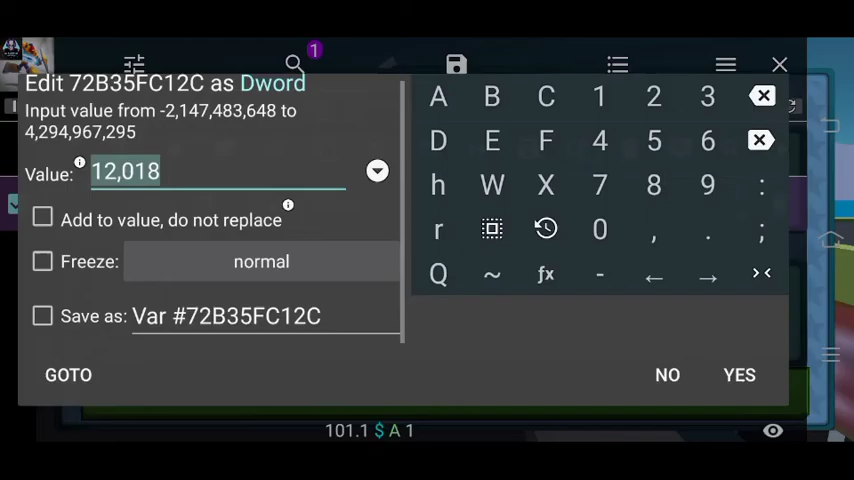 1
Edit 72B35FC12C as Dword
Input value from -2,147,483,648 to
4,294,967,295
Value: 12,018
Add to value, do not replace
Freeze: normal
Save as: Var #72B35FC12C
GOTO
NO YES
A B C 1 2 3
D E F 4 5 6
h W X 7 8 9 :
r 0 , . ;
Q ~ ƒx - ← → ><
101.1 $ A 1